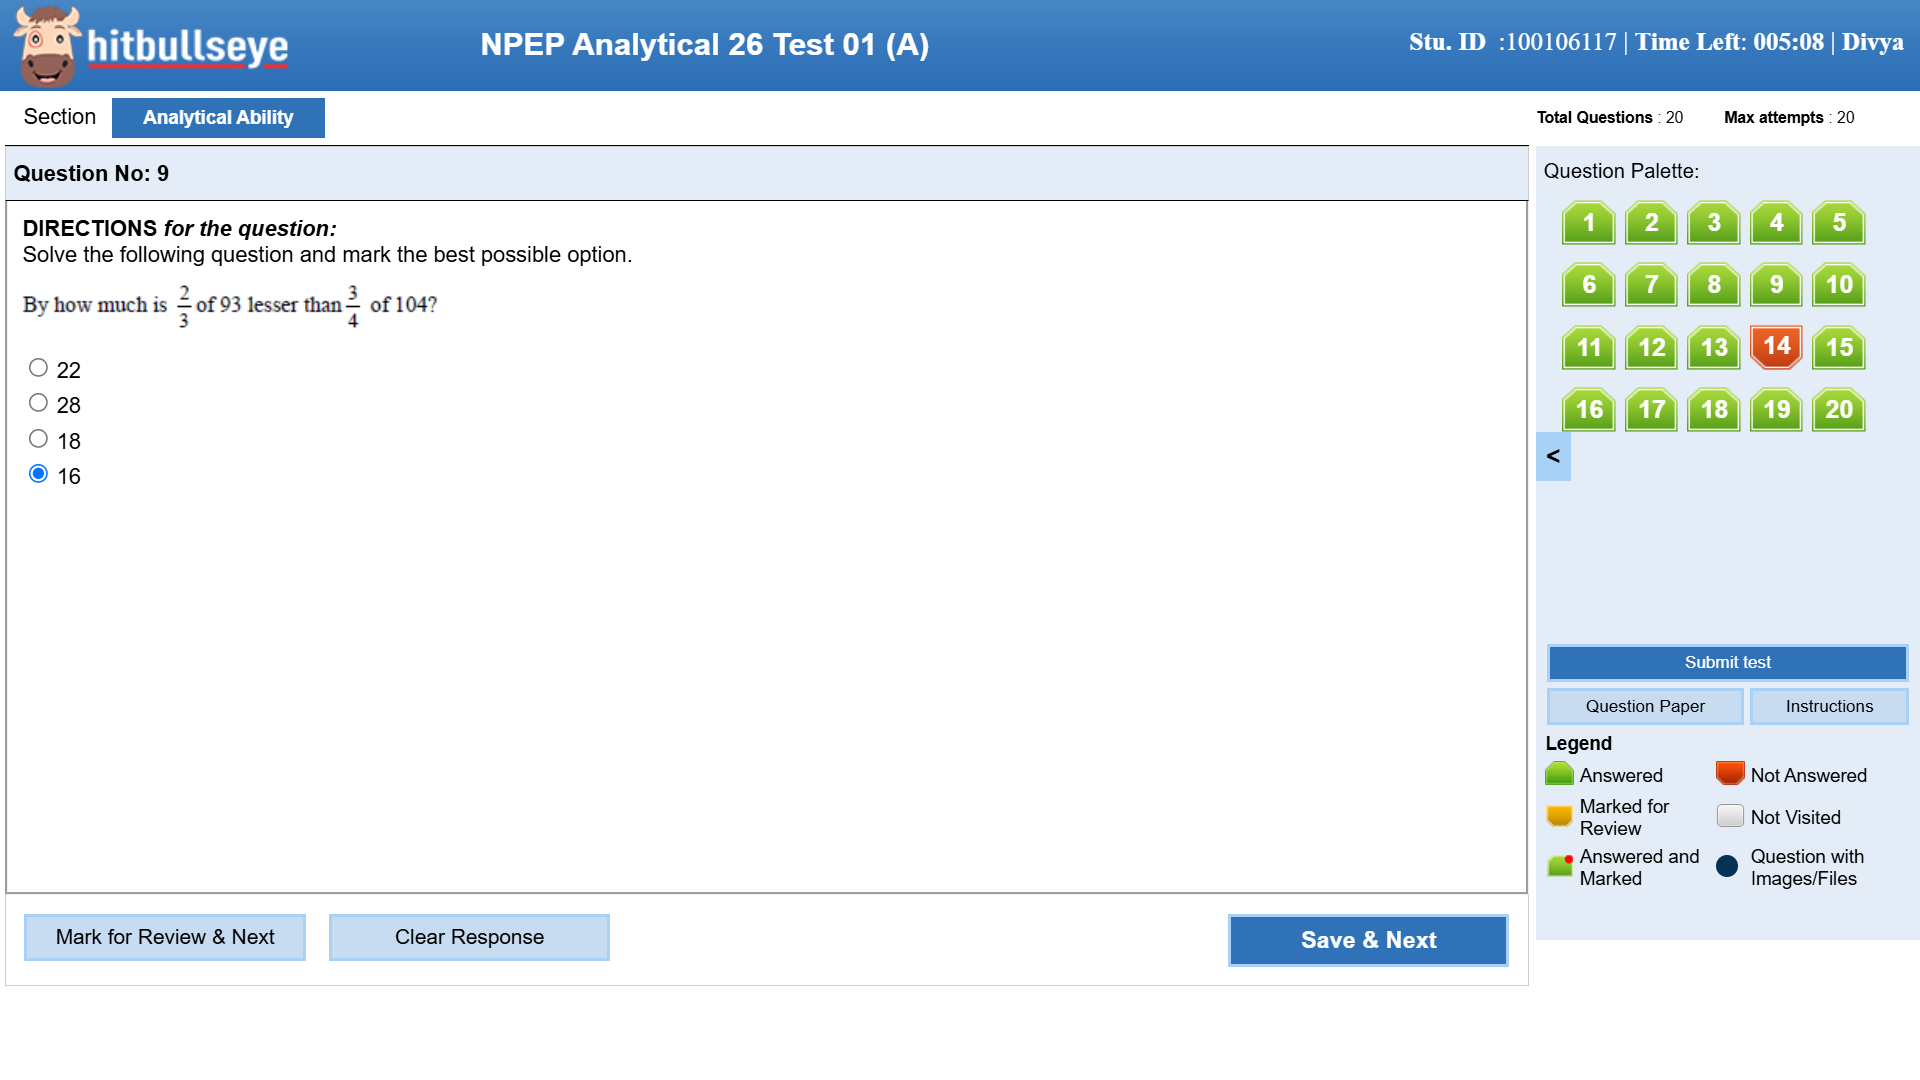 hitbullseye
NPEP Analytical 26 Test 01 (A)
Stu. ID :100106117 | Time Left: 005:08 | Divya
Section
Analytical Ability
Total Questions : 20
Max attempts : 20
Question No: 9
DIRECTIONS for the question:
Solve the following question and mark the best possible option.
By how much is 2/3 of 93 lesser than 3/4 of 104?
22
28
18
16
Mark for Review & Next
Clear Response
Save & Next
Question Palette:
1 2 3 4 5
6 7 8 9 10
11 12 13 14 15
16 17 18 19 20
<
Submit test
Question Paper
Instructions
Legend
Answered
Not Answered
Marked for
Review
Not Visited
Answered and
Marked
Question with
Images/Files